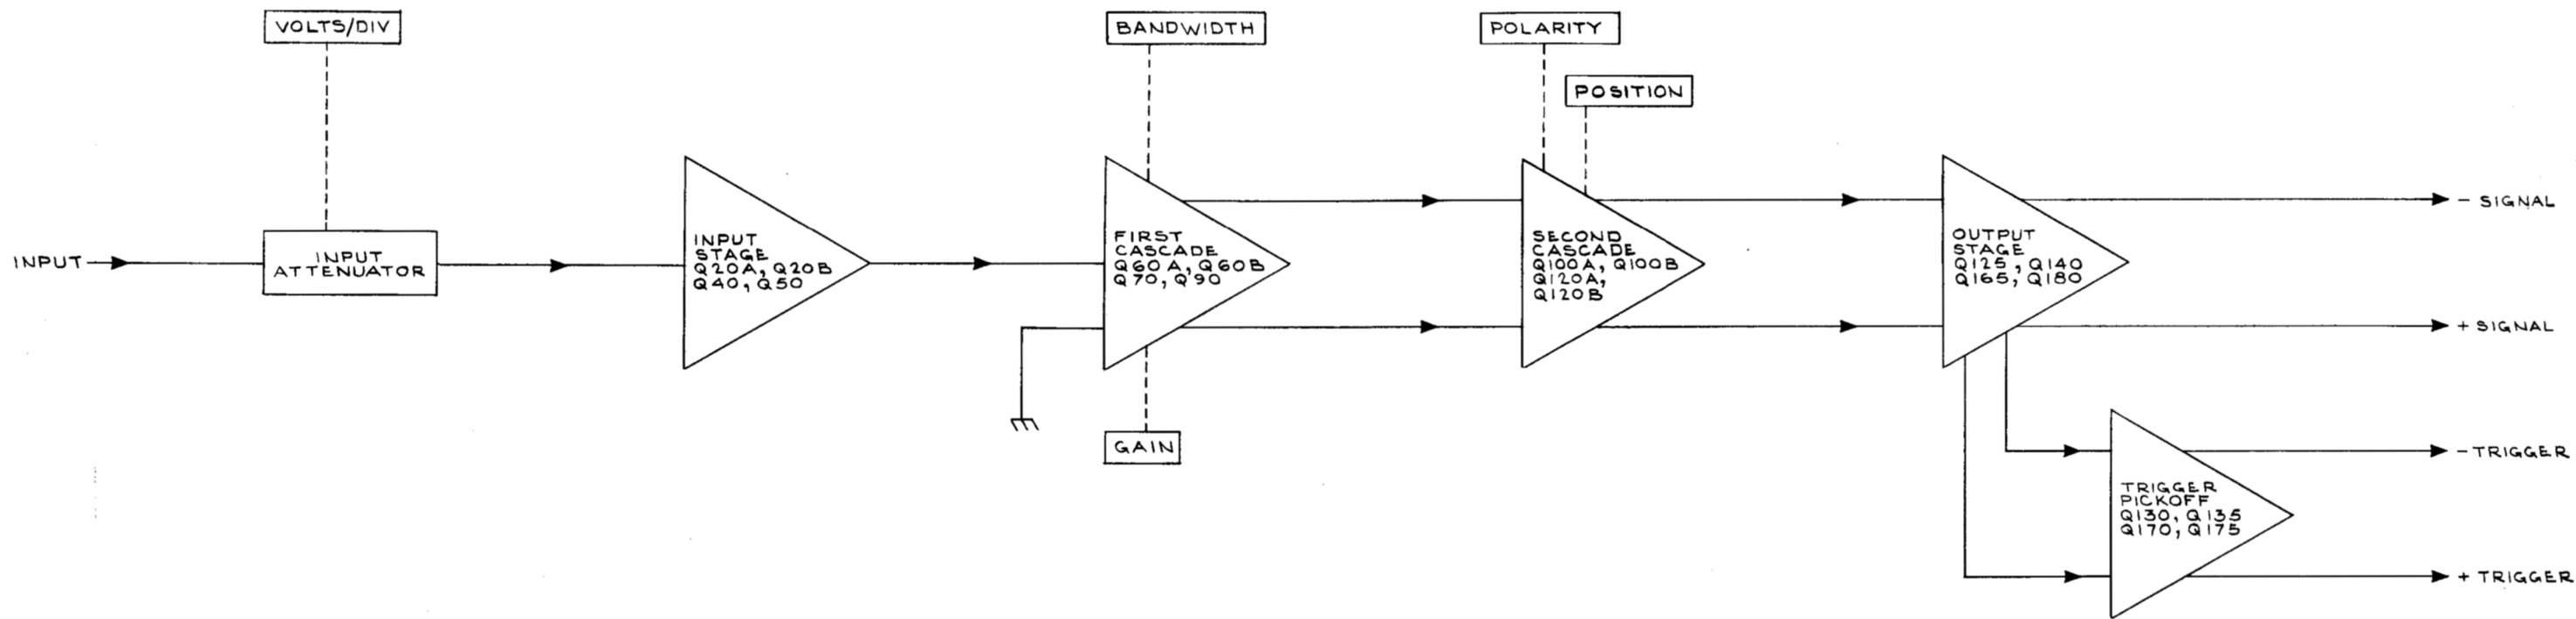 VOLTS/DIV
BANDWIDTH
POLARITY
POSITION
INPUT
INPUT
ATTENUATOR
INPUT
STAGE
Q20A, Q20B
Q40, Q50
FIRST
CASCADE
Q60A, Q60B
Q70, Q90
SECOND
CASCADE
Q100A, Q100B
Q120A,
Q120B
OUTPUT
STAGE
Q125, Q140
Q165, Q180
- SIGNAL
+ SIGNAL
GAIN
TRIGGER
PICKOFF
Q130, Q135
Q170, Q175
- TRIGGER
+ TRIGGER